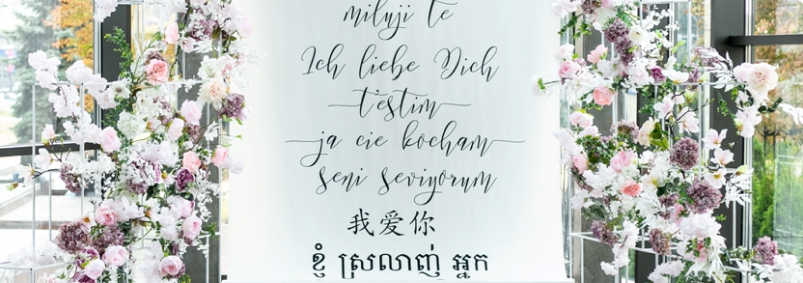 miluji te
Ich liebe Dich
t'estim
ja cie kocham
seni seviyorum
我爱你
ខ្ញុំ ស្រលាញ់ អ្នក